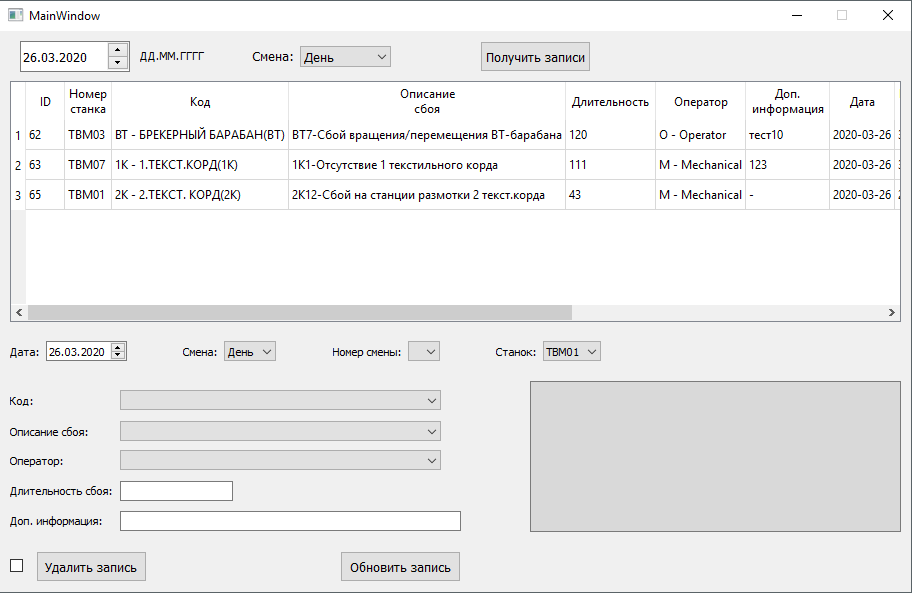 MainWindow
26.03.2020 ДД.ММ.ГГГГ Смена: День Получить записи
ID Номер станка Код Описание сбоя Длительность Оператор Доп. информация Дата
1 62 TBM03 BT - БРЕКЕРНЫЙ БАРАБАН(BT) BT7-Сбой вращения/перемещения BT-барабана 120 O - Operator тест10 2020-03-26
2 63 TBM07 1K - 1.ТЕКСТ.КОРД(1K) 1K1-Отсутствие 1 текстильного корда 111 M - Mechanical 123 2020-03-26
3 65 TBM01 2K - 2.ТЕКСТ. КОРД(2K) 2K12-Сбой на станции размотки 2 текст.корда 43 M - Mechanical - 2020-03-26
Дата: 26.03.2020 Смена: День Номер смены: Станок: TBM01
Код:
Описание сбоя:
Оператор:
Длительность сбоя:
Доп. информация:
Удалить запись Обновить запись